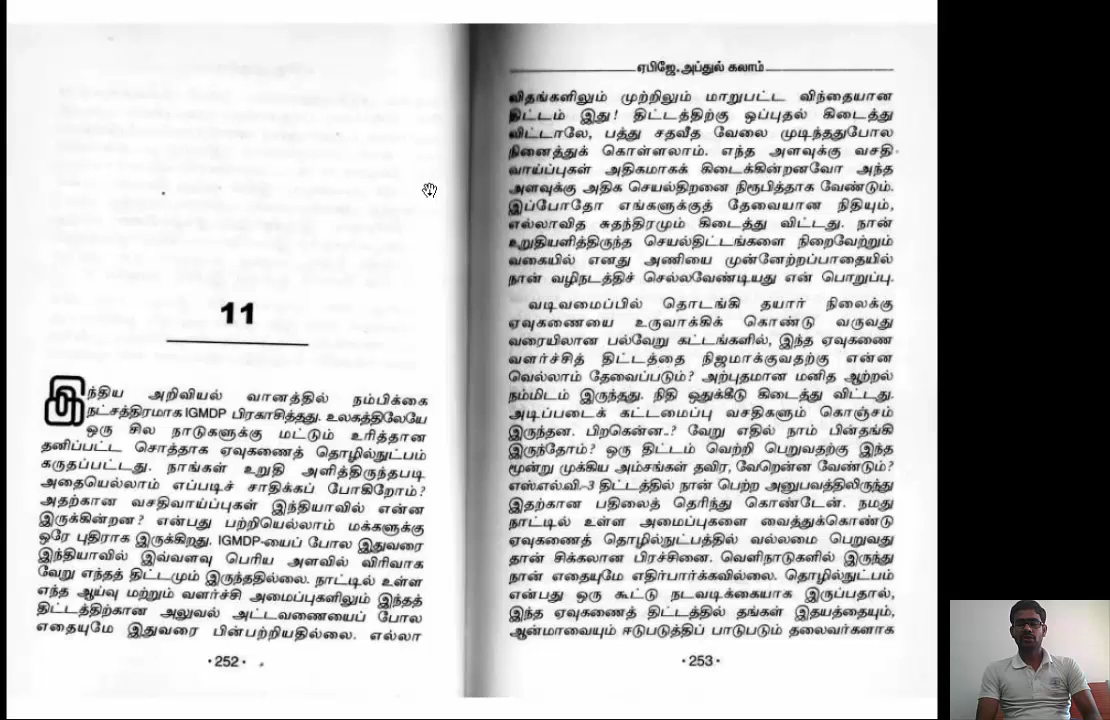 11
இந்திய அறிவியல் வானத்தில் நம்பிக்கை
நட்சத்திரமாக IGMDP பிரகாசித்தது. உலகத்திலேயே
ஒரு சில நாடுகளுக்கு மட்டும் உரித்தான
தனிப்பட்ட சொத்தாக ஏவுகணைத் தொழில்நுட்பம்
கருதப்பட்டது. நாங்கள் உறுதி அளித்திருந்தபடி
அதையெல்லாம் எப்படிச் சாதிக்கப் போகிறோம்?
அதற்கான வசதிவாய்ப்புகள் இந்தியாவில் என்ன
இருக்கின்றன? என்பது பற்றியெல்லாம் மக்களுக்கு
ஒரே புதிராக இருக்கிறது. IGMDP-யைப் போல இதுவரை
இந்தியாவில் இவ்வளவு பெரிய அளவில் விரிவாக
வேறு எந்தத் திட்டமும் இருந்ததில்லை. நாட்டில் உள்ள
எந்த ஆய்வு மற்றும் வளர்ச்சி அமைப்புகளிலும் இந்தத்
திட்டத்திற்கான அலுவல் அட்டவணையைப் போல
எதையுமே இதுவரை பின்பற்றியதில்லை. எல்லா
·252·
ஏபிஜே.அப்துல் கலாம்
விதங்களிலும் முற்றிலும் மாறுபட்ட விந்தையான
திட்டம் இது! திட்டத்திற்கு ஒப்புதல் கிடைத்து
விட்டாலே, பத்து சதவீத வேலை முடிந்ததுபோல
நினைத்துக் கொள்ளலாம். எந்த அளவுக்கு வசதி
வாய்ப்புகள் அதிகமாகக் கிடைக்கின்றனவோ அந்த
அளவுக்கு அதிக செயல்திறனை நிரூபித்தாக வேண்டும்.
இப்போதோ எங்களுக்குத் தேவையான நிதியும்,
எல்லாவித சுதந்திரமும் கிடைத்து விட்டது. நான்
உறுதியளித்திருந்த செயல்திட்டங்களை நிறைவேற்றும்
வகையில் எனது அணியை முன்னேற்றப்பாதையில்
நான் வழிநடத்திச் செல்லவேண்டியது என் பொறுப்பு.
வடிவமைப்பில் தொடங்கி தயார் நிலைக்கு
ஏவுகணையை உருவாக்கிக் கொண்டு வருவது
வரையிலான பல்வேறு கட்டங்களில், இந்த ஏவுகணை
வளர்ச்சித் திட்டத்தை நிஜமாக்குவதற்கு என்ன
வெல்லாம் தேவைப்படும்? அற்புதமான மனித ஆற்றல்
நம்மிடம் இருந்தது. நிதி ஒதுக்கீடு கிடைத்து விட்டது.
அடிப்படைக் கட்டமைப்பு வசதிகளும் கொஞ்சம்
இருந்தன. பிறகென்ன..? வேறு எதில் நாம் பின்தங்கி
இருந்தோம்? ஒரு திட்டம் வெற்றி பெறுவதற்கு இந்த
மூன்று முக்கிய அம்சங்கள் தவிர, வேறென்ன வேண்டும்?
எஸ்.எல்.வி.-3 திட்டத்தில் நான் பெற்ற அனுபவத்திலிருந்து
இதற்கான பதிலைத் தெரிந்து கொண்டேன். நமது
நாட்டில் உள்ள அமைப்புகளை வைத்துக்கொண்டு
ஏவுகணைத் தொழில்நுட்பத்தில் வல்லமை பெறுவது
தான் சிக்கலான பிரச்சினை. வெளிநாடுகளில் இருந்து
நான் எதையுமே எதிர்பார்க்கவில்லை. தொழில்நுட்பம்
என்பது ஒரு கூட்டு நடவடிக்கையாக இருப்பதால்,
இந்த ஏவுகணைத் திட்டத்தில் தங்கள் இதயத்தையும்,
ஆன்மாவையும் ஈடுபடுத்திப் பாடுபடும் தலைவர்களாக
·253·